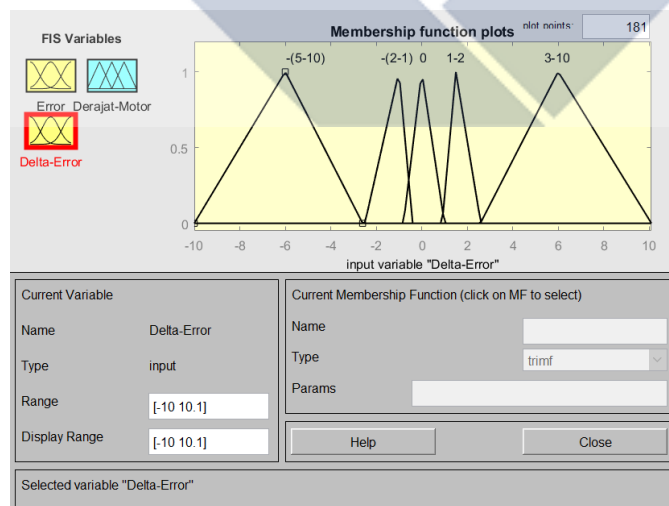 FIS Variables
Membership function plots
plot points:
181
-(5-10)
-(2-1)
0
1-2
3-10
1
0.5
0
Error
Derajat-Motor
Delta-Error
-10 -8 -6 -4 -2 0 2 4 6 8 10
input variable "Delta-Error"
Current Variable
Name Delta-Error
Type input
Range [-10 10.1]
Display Range [-10 10.1]
Current Membership Function (click on MF to select)
Name
Type trimf
Params
Help
Close
Selected variable "Delta-Error"